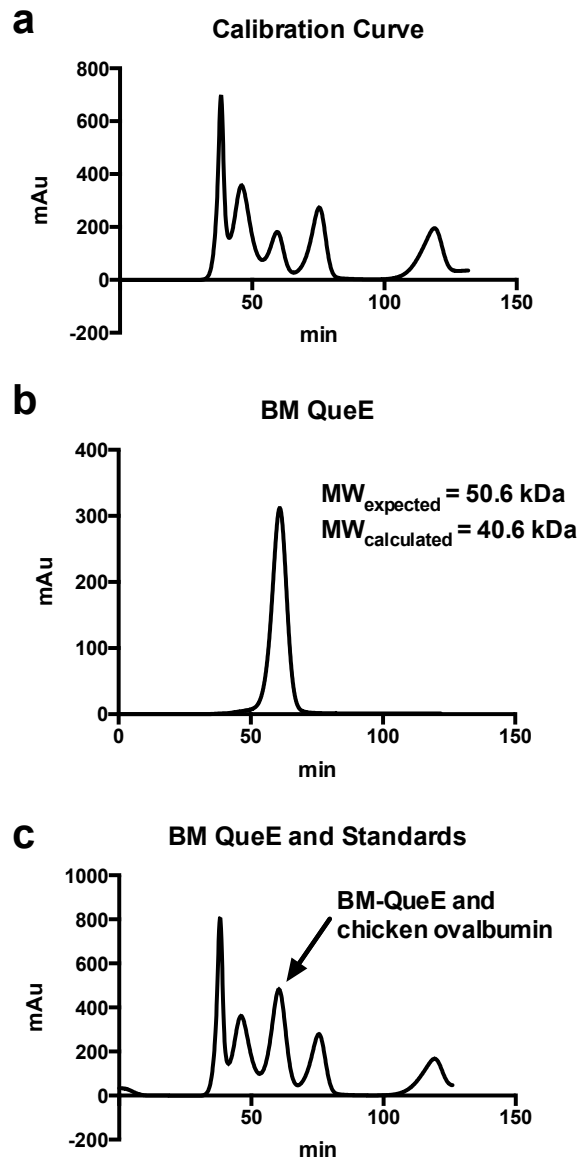 a
Calibration Curve
800
600
400
200
0
-200
mAu
50
100
150
min
b
BM QueE
400
300
200
100
0
mAu
MWexpected = 50.6 kDa
MWcalculated = 40.6 kDa
0
50
100
150
min
c
BM QueE and Standards
1000
800
600
400
200
0
-200
mAu
BM-QueE and
chicken ovalbumin
50
100
150
min